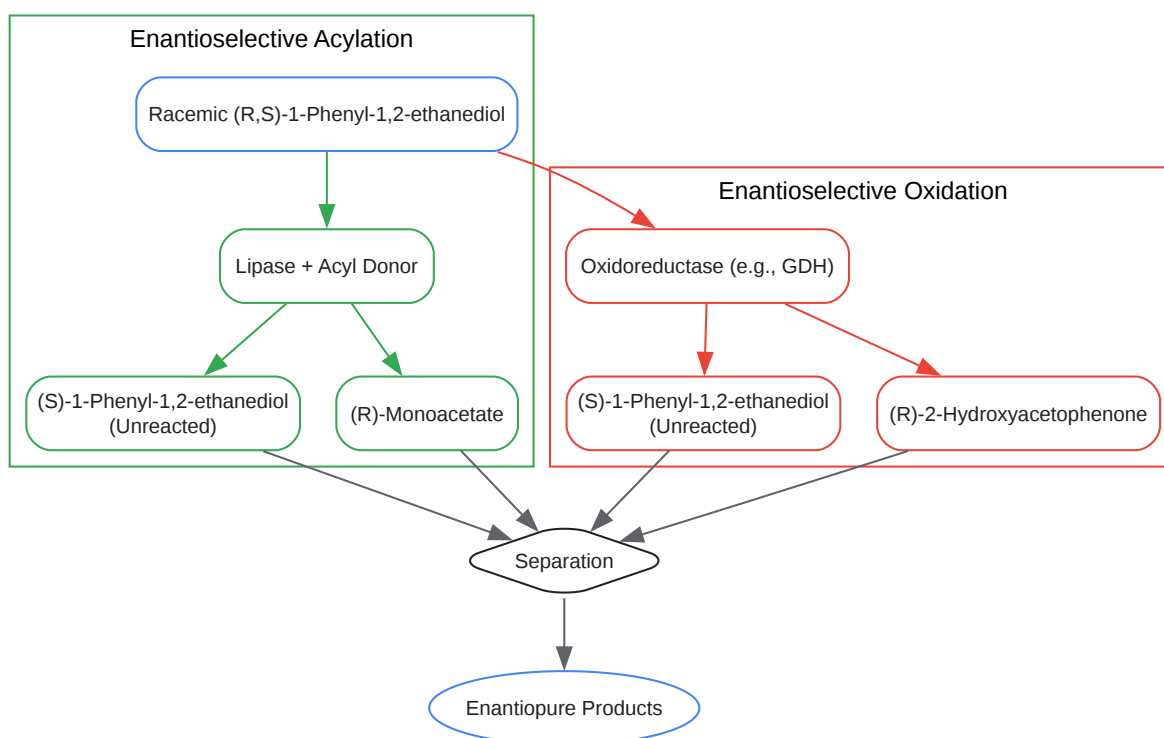 Enantioselective Acylation
Racemic (R,S)-1-Phenyl-1,2-ethanediol
Enantioselective Oxidation
Lipase + Acyl Donor
Oxidoreductase (e.g., GDH)
(S)-1-Phenyl-1,2-ethanediol
(Unreacted)
(R)-Monoacetate
(S)-1-Phenyl-1,2-ethanediol
(Unreacted)
(R)-2-Hydroxyacetophenone
Separation
Enantiopure Products